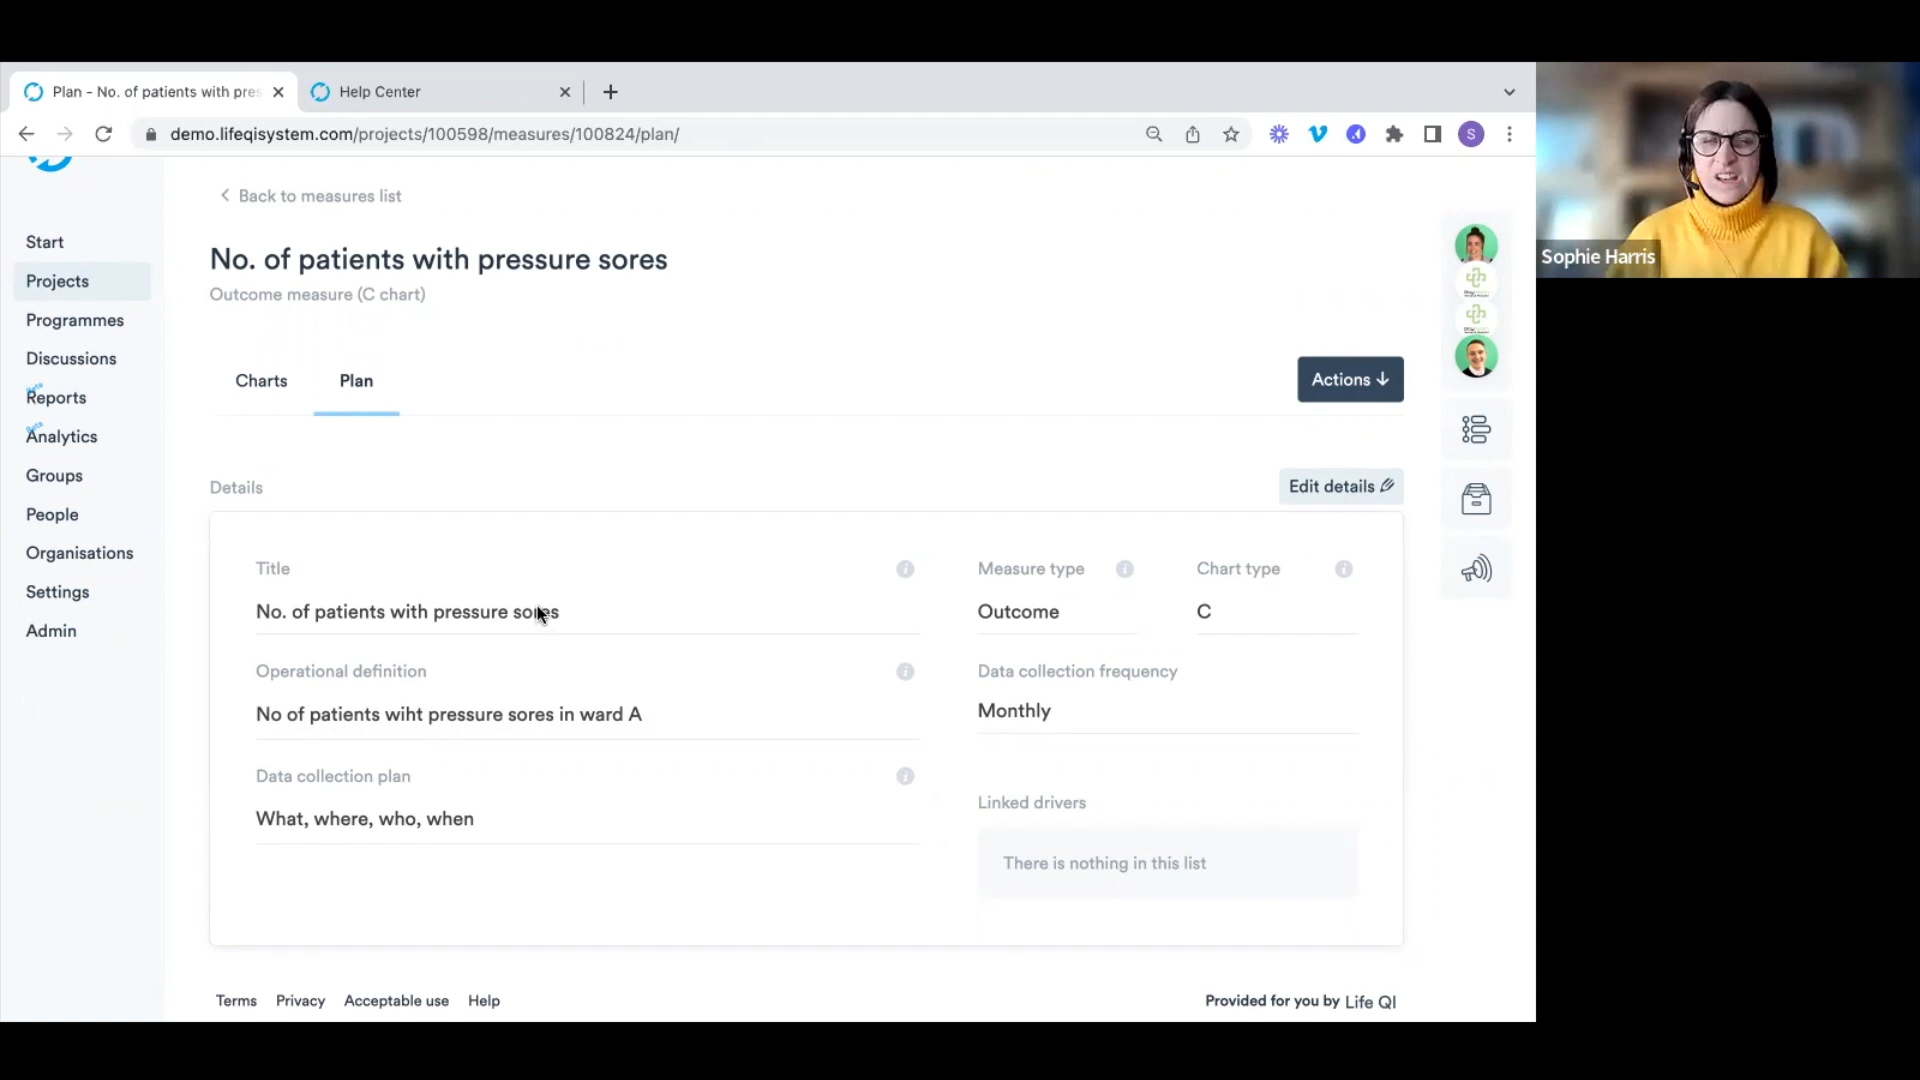 Plan - No. of patients with pres
Help Center
demo.lifeqisystem.com/projects/100598/measures/100824/plan/
S
Back to measures list
No. of patients with pressure sores
Outcome measure (C chart)
Start
Projects
Programmes
Discussions
Reports
Analytics
Groups
People
Organisations
Settings
Admin
Charts
Plan
Actions
Details
Edit details
Title
No. of patients with pressure sores
Operational definition
No of patients wiht pressure sores in ward A
Data collection plan
What, where, who, when
Measure type
Outcome
Chart type
C
Data collection frequency
Monthly
Linked drivers
There is nothing in this list
Terms Privacy Acceptable use Help
Provided for you by Life QI
Sophie Harris